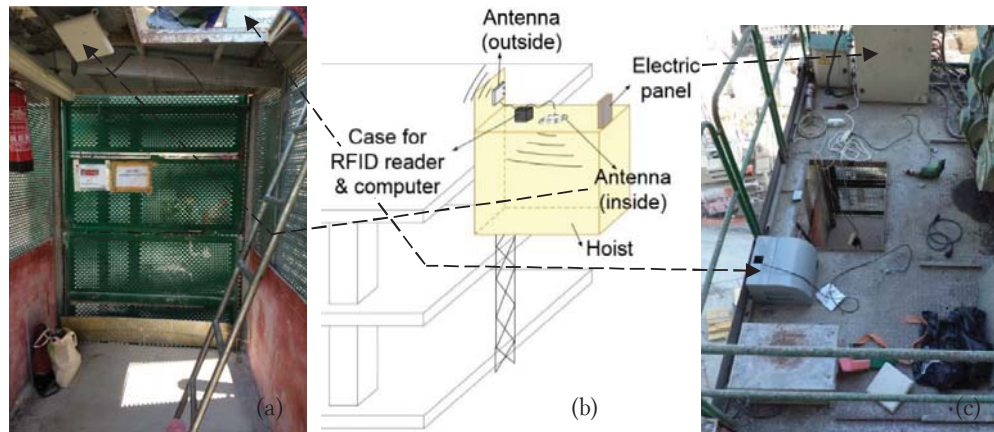 Antenna
(outside)
Electric
panel
Case for
RFID reader
& computer
Antenna
(inside)
Hoist
(a)
(b)
(c)